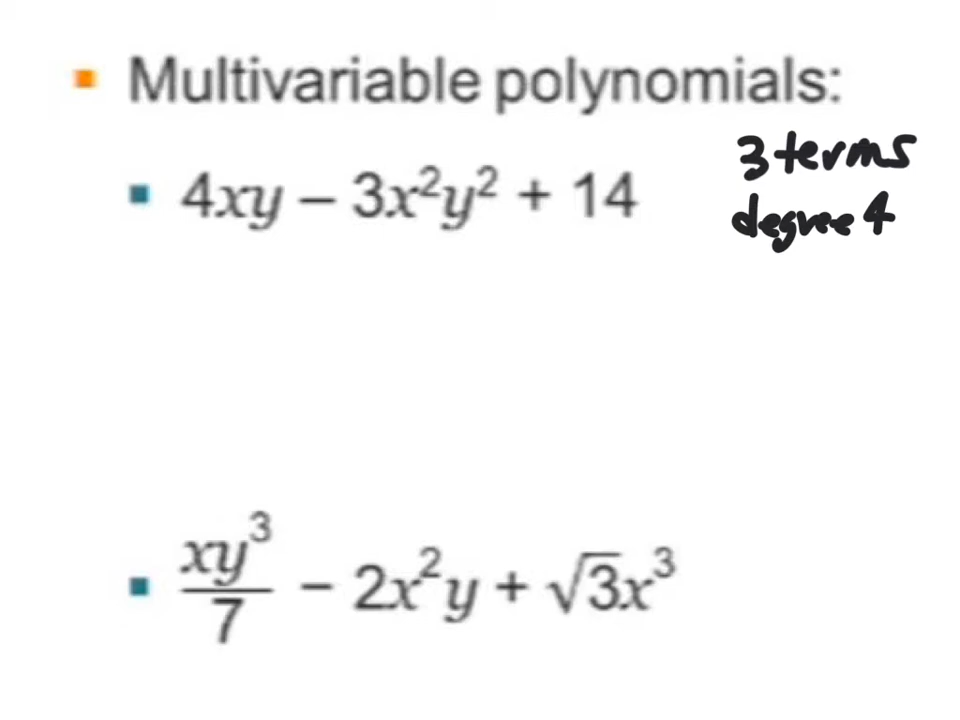 ▪ Multivariable polynomials:
3 terms
▪ 4xy – 3x²y² + 14
degree 4
▪ xy³/7 – 2x²y + √3x³